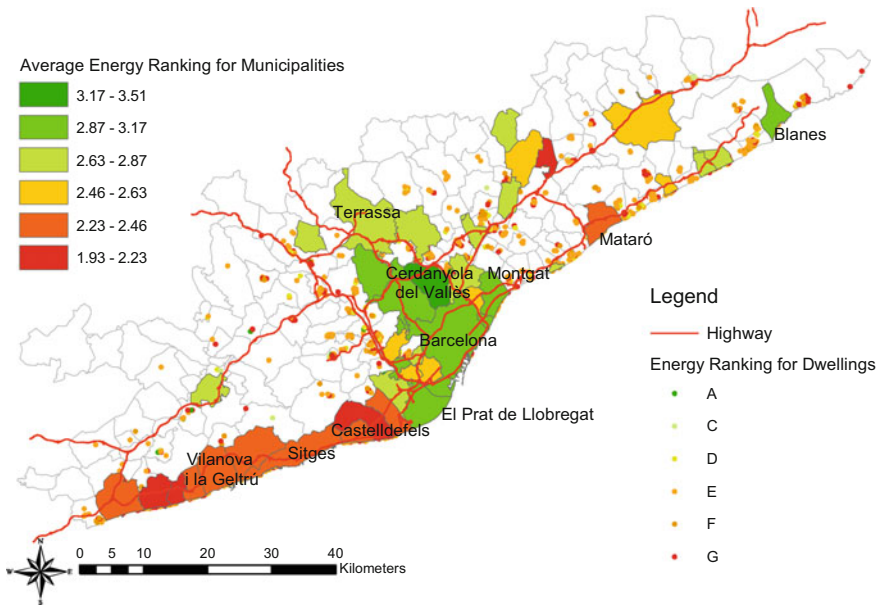 Average Energy Ranking for Municipalities
3.17 - 3.51
2.87 - 3.17
2.63 - 2.87
2.46 - 2.63
2.23 - 2.46
1.93 - 2.23
Blanes
Terrassa
Mataró
Cerdanyola
del Vallès
Montgat
Barcelona
El Prat de Llobregat
Castelldefels
Sitges
Vilanova
i la Geltrú
Legend
Highway
Energy Ranking for Dwellings
A
C
D
E
F
G
N
W
E
S
0 5 10 20 30 40
Kilometers